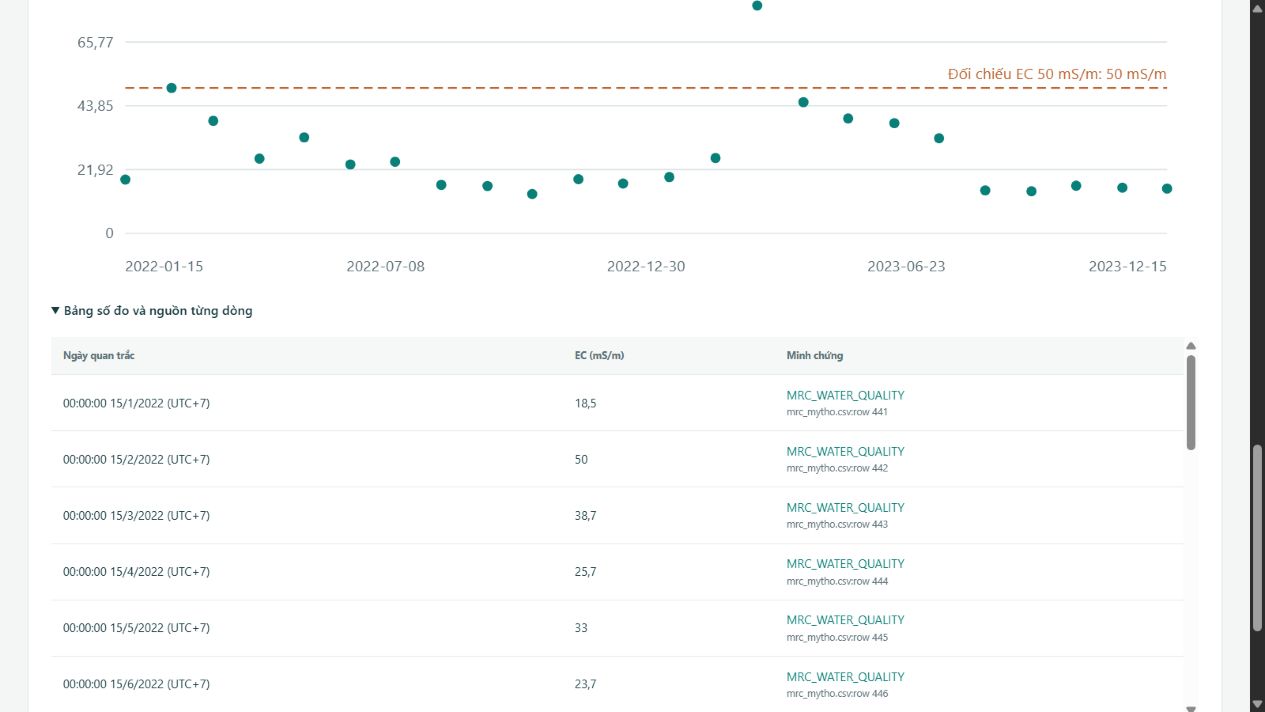 65,77
Đối chiếu EC 50 mS/m: 50 mS/m
43,85
21,92
0
2022-01-15 2022-07-08 2022-12-30 2023-06-23 2023-12-15
▼ Bảng số đo và nguồn từng dòng
Ngày quan trắc EC (mS/m) Minh chứng
00:00:00 15/1/2022 (UTC+7) 18,5 MRC_WATER_QUALITY
mrc_mytho.csv:row 441
00:00:00 15/2/2022 (UTC+7) 50 MRC_WATER_QUALITY
mrc_mytho.csv:row 442
00:00:00 15/3/2022 (UTC+7) 38,7 MRC_WATER_QUALITY
mrc_mytho.csv:row 443
00:00:00 15/4/2022 (UTC+7) 25,7 MRC_WATER_QUALITY
mrc_mytho.csv:row 444
00:00:00 15/5/2022 (UTC+7) 33 MRC_WATER_QUALITY
mrc_mytho.csv:row 445
00:00:00 15/6/2022 (UTC+7) 23,7 MRC_WATER_QUALITY
mrc_mytho.csv:row 446